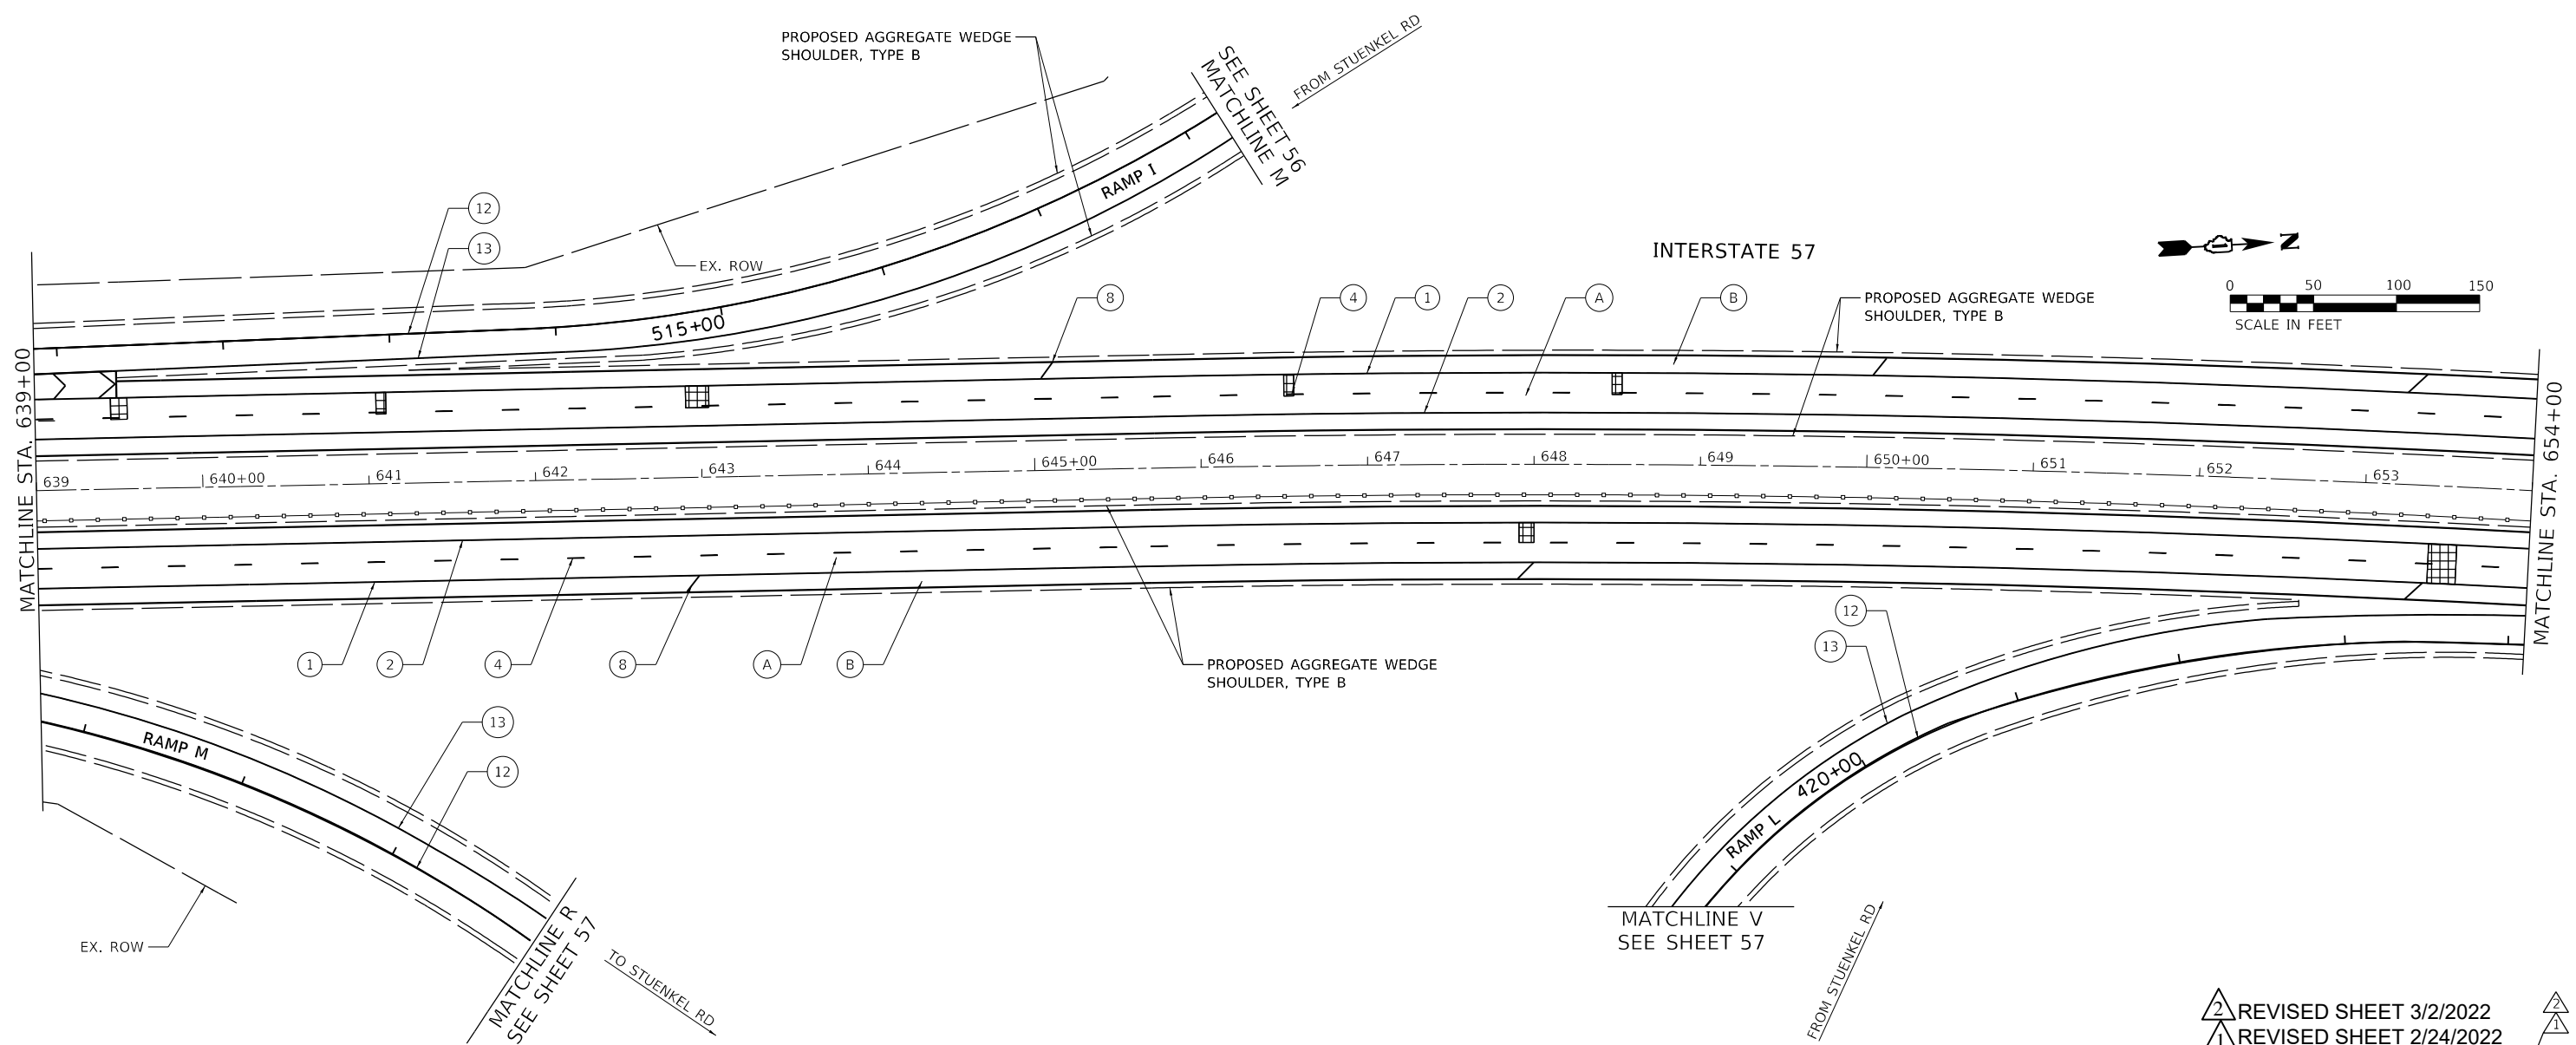 PROPOSED AGGREGATE WEDGE
SHOULDER, TYPE B
SEE SHEET 56
MATCHLINE M
FROM STUENKEL RD
RAMP I
12
13
EX. ROW
INTERSTATE 57
N
0 50 100 150
SCALE IN FEET
515+00
8
4
1
2
A
B
PROPOSED AGGREGATE WEDGE
SHOULDER, TYPE B
MATCHLINE STA. 639+00
MATCHLINE STA. 654+00
639 640+00 641 642 643 644 645+00 646 647 648 649 650+00 651 652 653
1
2
4
8
A
B
PROPOSED AGGREGATE WEDGE
SHOULDER, TYPE B
12
13
13
12
RAMP M
420+00
RAMP L
EX. ROW
MATCHLINE R
SEE SHEET 57
TO STUENKEL RD
MATCHLINE V
SEE SHEET 57
FROM STUENKEL RD
2 REVISED SHEET 3/2/2022
1 REVISED SHEET 2/24/2022
2
1